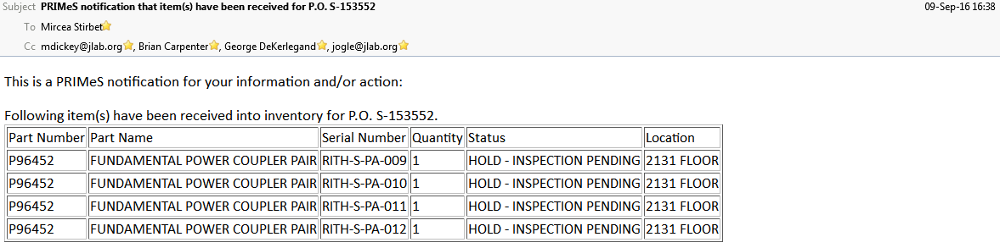 Subject PRIMeS notification that item(s) have been received for P.O. S-153552 09-Sep-16 16:38
To Mircea Stirbet
Cc mdickey@jlab.org, Brian Carpenter, George DeKerlegand, jogle@jlab.org
This is a PRIMeS notification for your information and/or action:
Following item(s) have been received into inventory for P.O. S-153552.
Part Number Part Name Serial Number Quantity Status Location
P96452 FUNDAMENTAL POWER COUPLER PAIR RITH-S-PA-009 1 HOLD - INSPECTION PENDING 2131 FLOOR
P96452 FUNDAMENTAL POWER COUPLER PAIR RITH-S-PA-010 1 HOLD - INSPECTION PENDING 2131 FLOOR
P96452 FUNDAMENTAL POWER COUPLER PAIR RITH-S-PA-011 1 HOLD - INSPECTION PENDING 2131 FLOOR
P96452 FUNDAMENTAL POWER COUPLER PAIR RITH-S-PA-012 1 HOLD - INSPECTION PENDING 2131 FLOOR